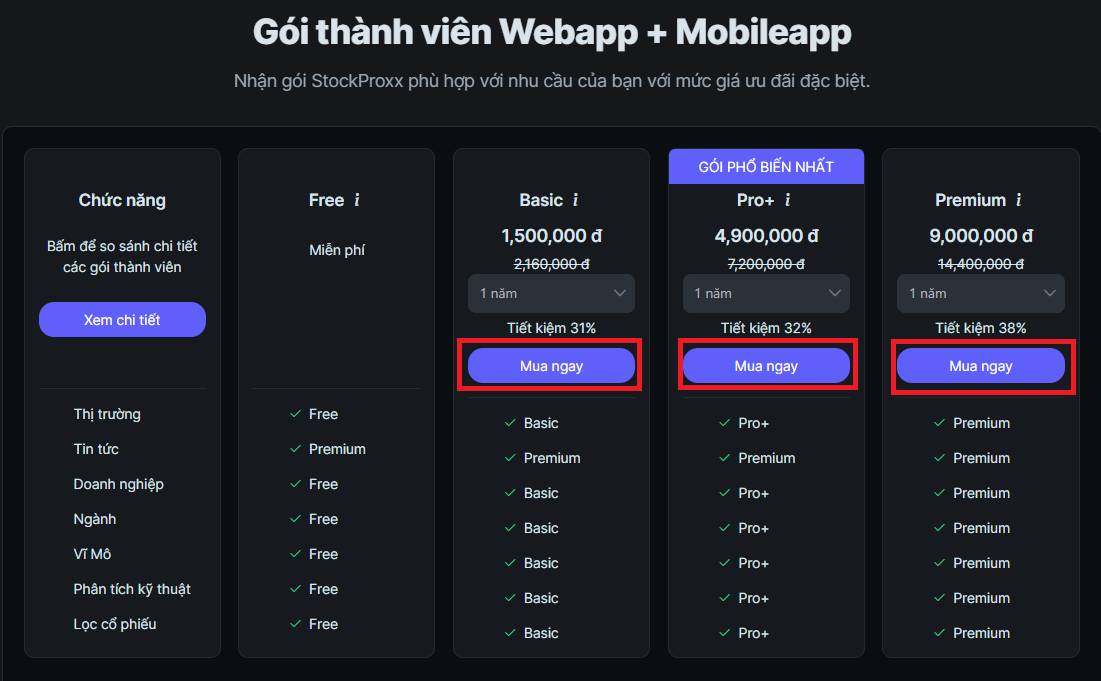 Gói thành viên Webapp + Mobileapp
Nhận gói StockProxx phù hợp với nhu cầu của bạn với mức giá ưu đãi đặc biệt.
Chức năng
Bấm để so sánh chi tiết
các gói thành viên
Xem chi tiết
Thị trường
Tin tức
Doanh nghiệp
Ngành
Vĩ Mô
Phân tích kỹ thuật
Lọc cổ phiếu
Free i
Miễn phí
Free
Premium
Free
Free
Free
Free
Free
Basic i
1,500,000 đ
2,160,000 đ
1 năm
Tiết kiệm 31%
Mua ngay
Basic
Premium
Basic
Basic
Basic
Basic
Basic
GÓI PHỔ BIẾN NHẤT
Pro+ i
4,900,000 đ
7,200,000 đ
1 năm
Tiết kiệm 32%
Mua ngay
Pro+
Premium
Pro+
Pro+
Pro+
Pro+
Pro+
Premium i
9,000,000 đ
14,400,000 đ
1 năm
Tiết kiệm 38%
Mua ngay
Premium
Premium
Premium
Premium
Premium
Premium
Premium